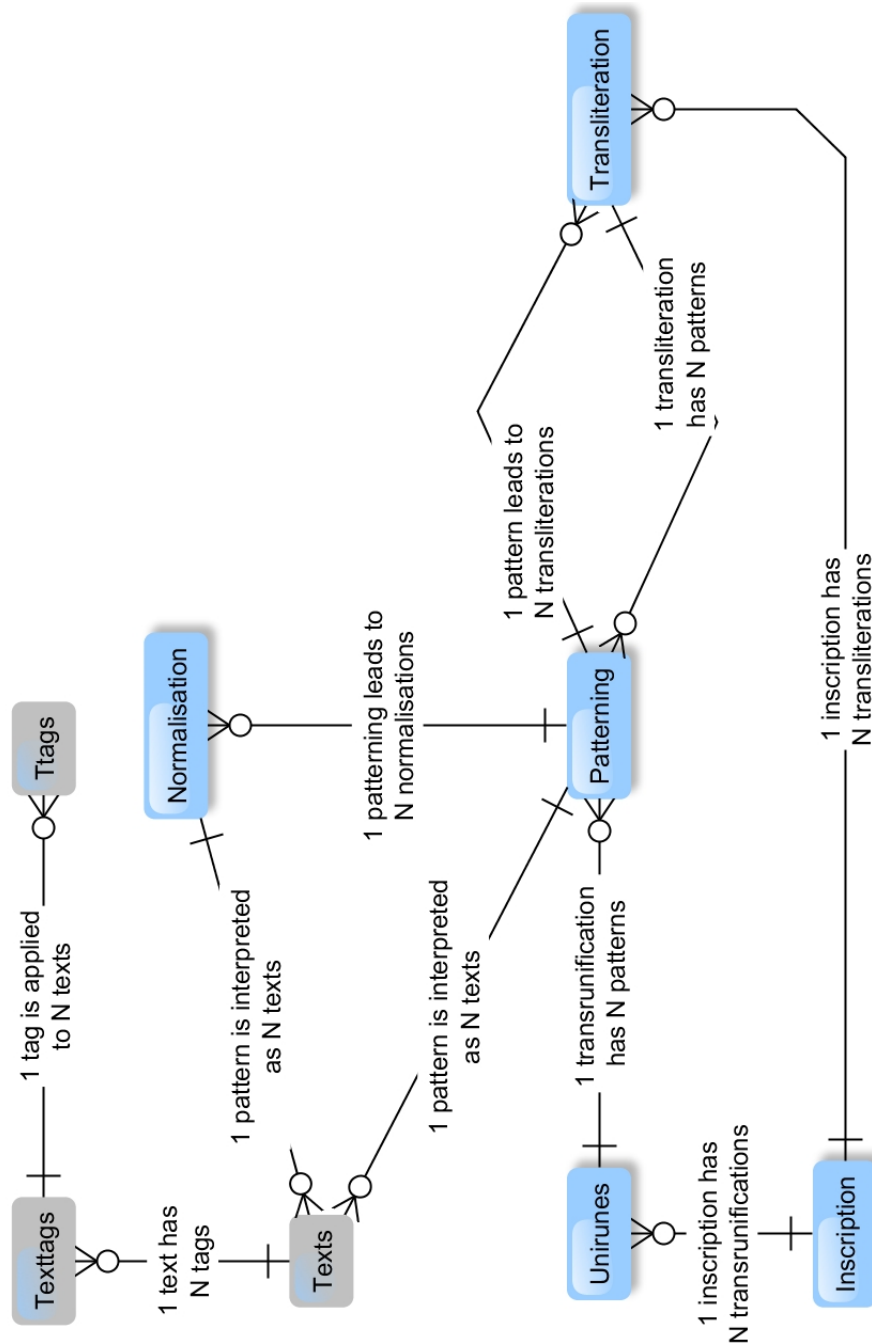 Texttags
1 tag is applied
to N texts
Ttags
1 text has
N tags
Normalisation
1 pattern is interpreted
as N texts
Texts
1 patterning leads to
N normalisations
1 pattern is interpreted
as N texts
1 pattern leads to
N transliterations
Unirunes
1 transrunification
has N patterns
Patterning
Transliteration
1 transliteration
has N patterns
1 inscription has
N transrunifications
Inscription
1 inscription has
N transliterations